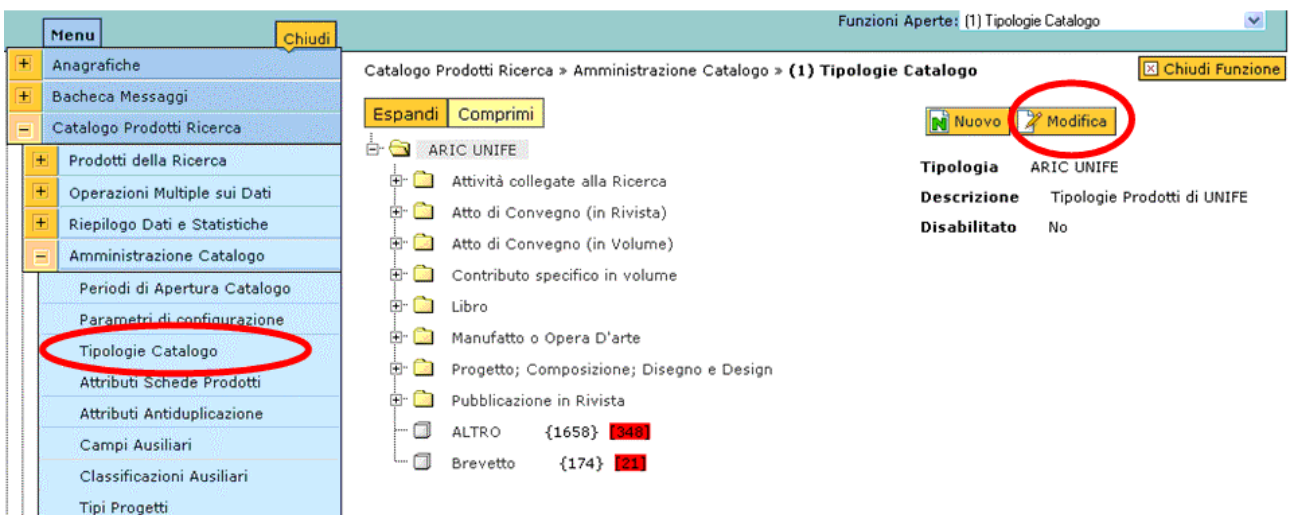 Menu
Chiudi
Funzioni Aperte: (1) Tipologie Catalogo
Anagrafiche
Bacheca Messaggi
Catalogo Prodotti Ricerca
Prodotti della Ricerca
Operazioni Multiple sui Dati
Riepilogo Dati e Statistiche
Amministrazione Catalogo
Periodi di Apertura Catalogo
Parametri di configurazione
Tipologie Catalogo
Attributi Schede Prodotti
Attributi Antiduplicazione
Campi Ausiliari
Classificazioni Ausiliari
Tipi Progetti
Catalogo Prodotti Ricerca » Amministrazione Catalogo » (1) Tipologie Catalogo
Chiudi Funzione
Espandi Comprimi
ARIC UNIFE
Attività collegate alla Ricerca
Atto di Convegno (in Rivista)
Atto di Convegno (in Volume)
Contributo specifico in volume
Libro
Manufatto o Opera D'arte
Progetto; Composizione; Disegno e Design
Pubblicazione in Rivista
ALTRO {1658} [348]
Brevetto {174} [21]
Nuovo Modifica
Tipologia ARIC UNIFE
Descrizione Tipologie Prodotti di UNIFE
Disabilitato No